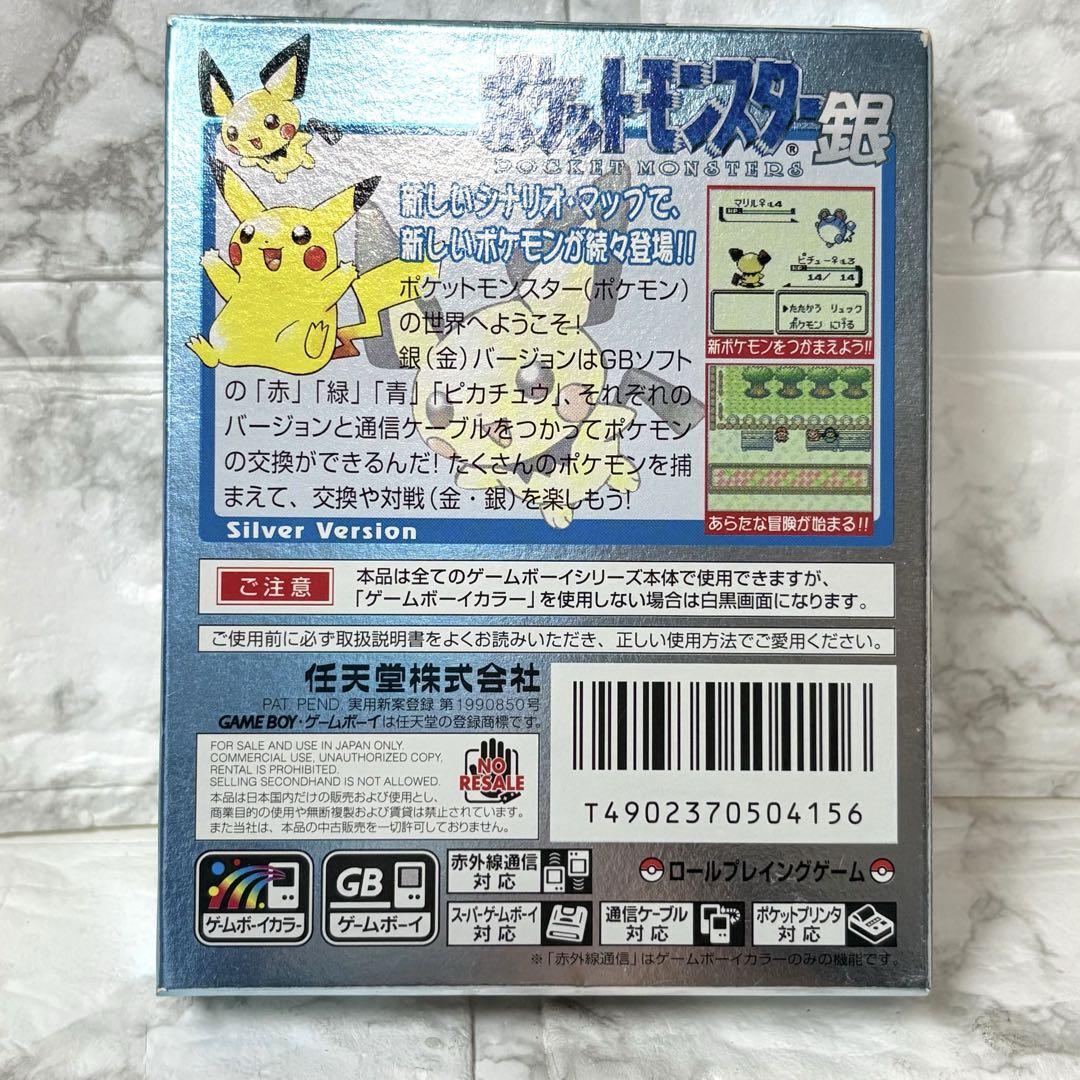 ポケットモンスター銀
POCKET MONSTERS®
新しいシナリオ・マップで、
新しいポケモンが続々登場!!
ポケットモンスター(ポケモン)
の世界へようこそ!
銀(金)バージョンはGBソフト
の「赤」「緑」「青」「ピカチュウ」、それぞれの
バージョンと通信ケーブルをつかってポケモン
の交換ができるんだ! たくさんのポケモンを捕
まえて、交換や対戦(金・銀)を楽しもう!
Silver Version
マリル♀ :L4
HP:
ピチュー♀ :L3
HP:
14/ 14
▶たたかう リュック
ポケモン にげる
新ポケモンをつかまえよう!!
あらたな冒険が始まる!!
ご注意
本品は全てのゲームボーイシリーズ本体で使用できますが、
「ゲームボーイカラー」を使用しない場合は白黒画面になります。
ご使用前に必ず取扱説明書をよくお読みいただき、正しい使用方法でご愛用ください。
任天堂株式会社
PAT. PEND. 実用新案登録 第1990850号
GAME BOY・ゲームボーイは任天堂の登録商標です。
FOR SALE AND USE IN JAPAN ONLY.
COMMERCIAL USE, UNAUTHORIZED COPY,
RENTAL IS PROHIBITED.
SELLING SECONDHAND IS NOT ALLOWED.
本品は日本国内だけの販売および使用とし、
商業目的の使用や無断複製および賃貸は禁止されています。
また当社は、本品の中古販売を一切許可しておりません。
NO
RESALE
T4902370504156
ゲームボーイカラー
GB
ゲームボーイ
赤外線通信
対応
ロールプレイングゲーム
スーパーゲームボーイ
対応
通信ケーブル
対応
ポケットプリンタ
対応
※「赤外線通信」はゲームボーイカラーのみの機能です。